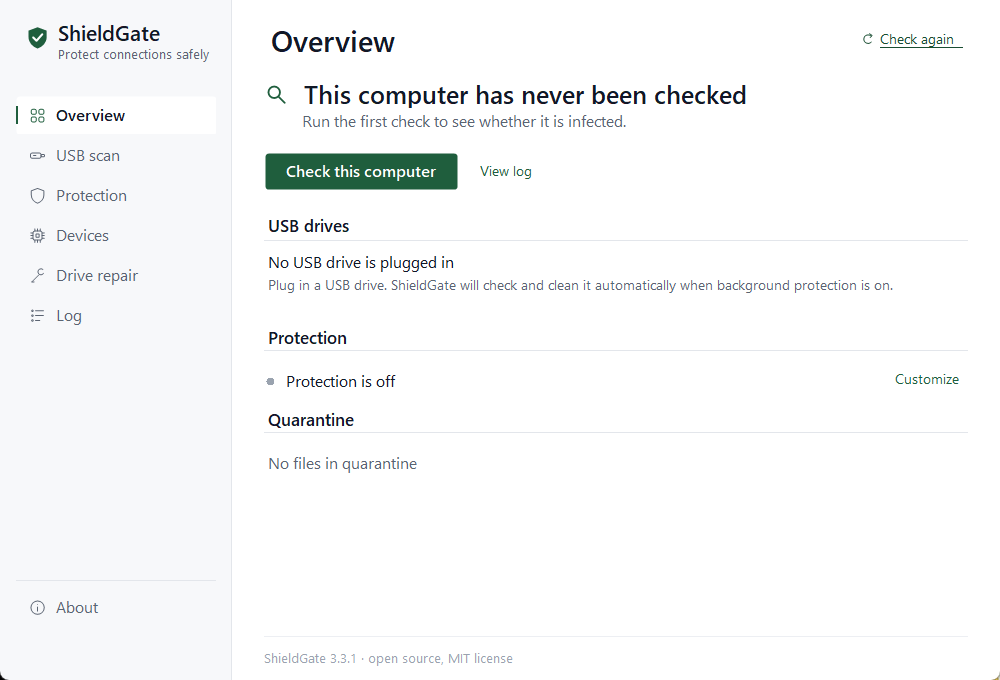 ShieldGate
Protect connections safely
Overview
USB scan
Protection
Devices
Drive repair
Log
About
Overview
Check again
This computer has never been checked
Run the first check to see whether it is infected.
Check this computer
View log
USB drives
No USB drive is plugged in
Plug in a USB drive. ShieldGate will check and clean it automatically when background protection is on.
Protection
Protection is off
Customize
Quarantine
No files in quarantine
ShieldGate 3.3.1 · open source, MIT license